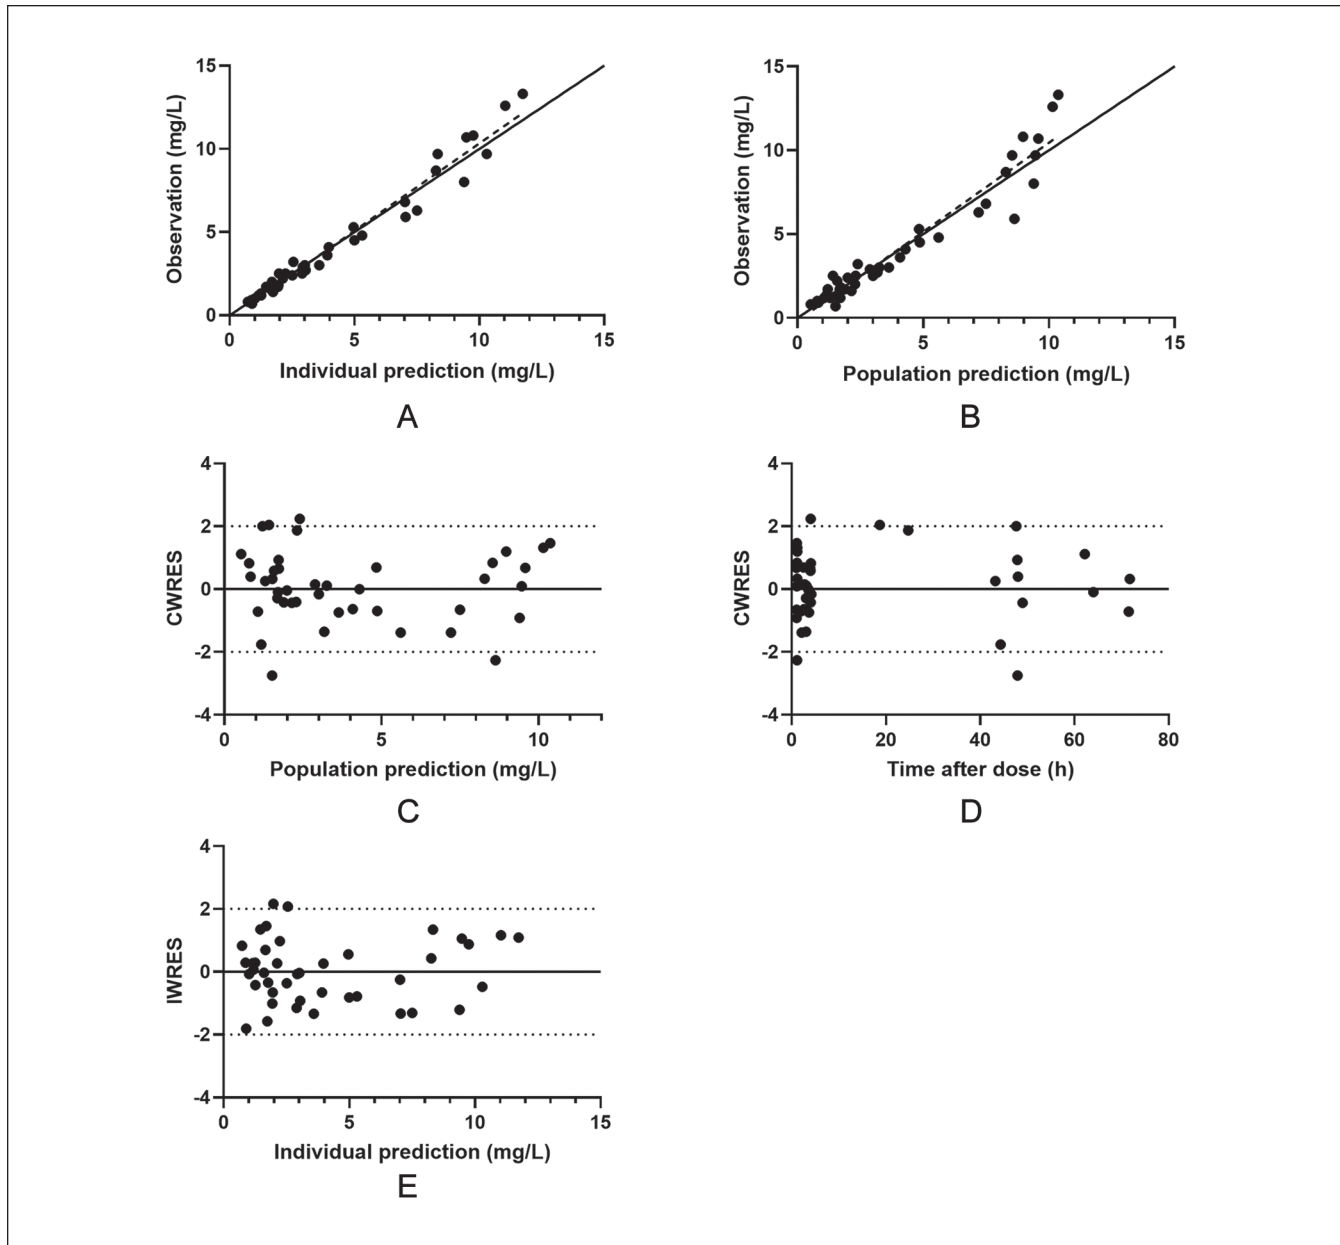 15
10
5
0
Observation (mg/L)
0 5 10 15
Individual prediction (mg/L)
A
15
10
5
0
Observation (mg/L)
0 5 10 15
Population prediction (mg/L)
B
4
2
0
-2
-4
CWRES
0 5 10
Population prediction (mg/L)
C
4
2
0
-2
-4
CWRES
0 20 40 60 80
Time after dose (h)
D
4
2
0
-2
-4
IWRES
0 5 10 15
Individual prediction (mg/L)
E